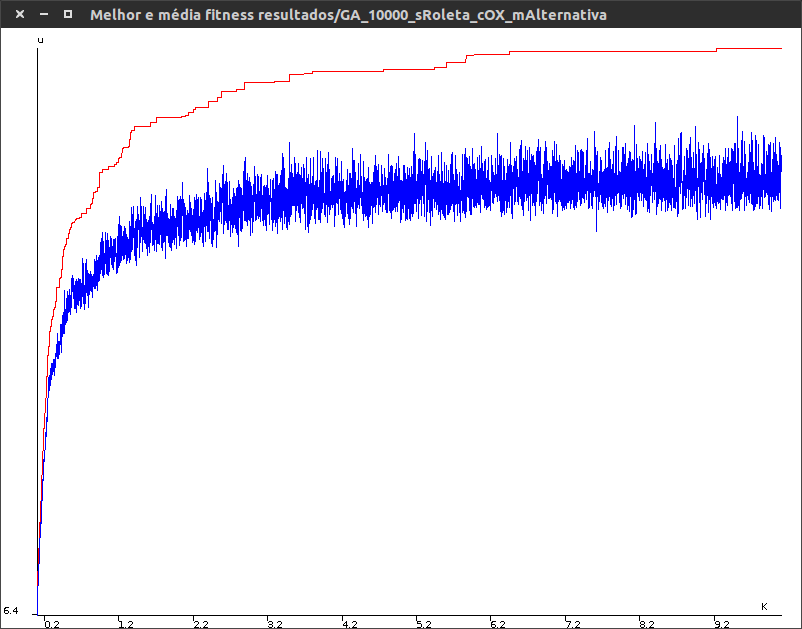 Melhor e média fitness resultados/GA_10000_sRoleta_cOX_mAlternativa
u
6.4
K
0.2 1.2 2.2 3.2 4.2 5.2 6.2 7.2 8.2 9.2